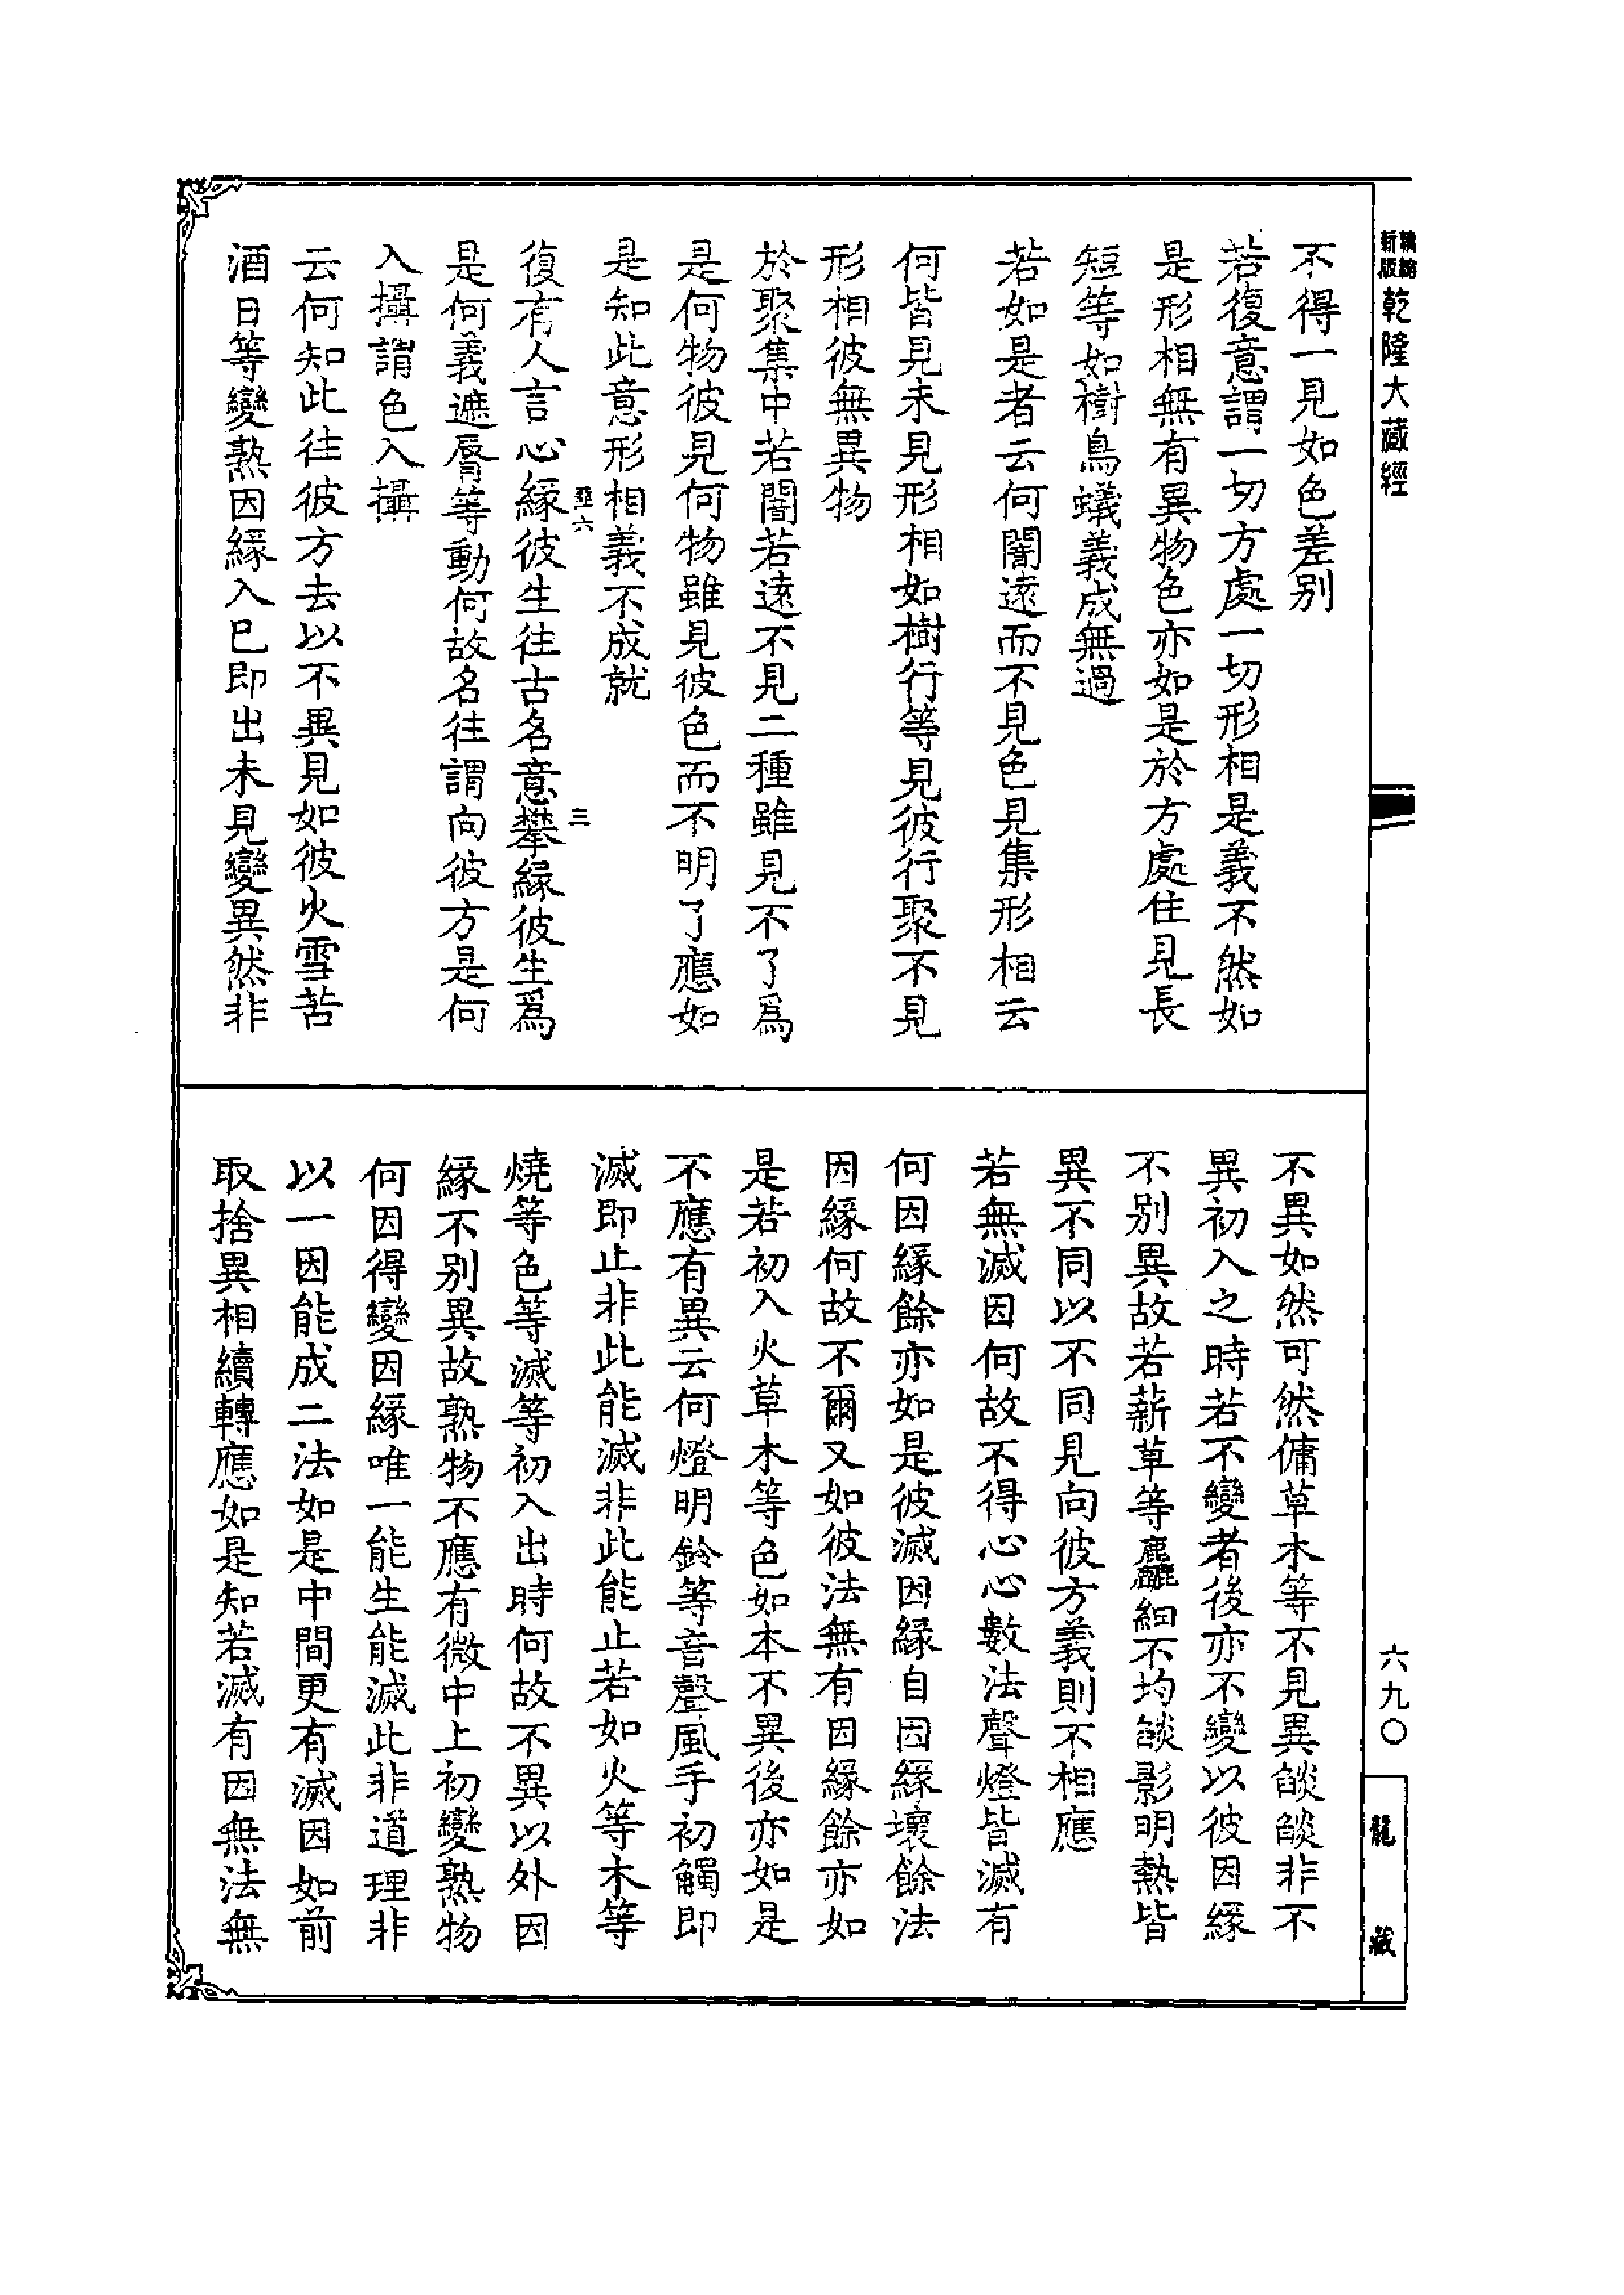 新版
乾隆大藏經
不得一見如色差别
若復意謂一切方處一切形相是義不然如
是形相無有異物色亦如是於方處住見長
短等如樹鳥蟻義成無過
若如是者云何闇遠而不見色見集形相云
何皆見未見形相如樹行等見彼行聚不見
形相彼無異物
於聚集中若闇若遠不見二種雖見不了為
是何物彼見何物雖見彼色而不明了應如
是知此意形相義不成就
六
三
復有人言心緣彼生往古名意攀緣彼生為
是何義遮脣等動何故名往謂向彼方是何
入攝謂色入攝
云何知此往彼方去以不異見如彼火雪苦
酒日等變熟因緣入已即出未見變異然非
不異如然可然傭草木等不見異燄燄非不
異初入之時若不變者後亦不變以彼因緣
不别異故若薪草等麤細不均燄影明熱皆
異不同以不同見向彼方義則不相應
若無滅因何故不得心心數法聲燈皆滅有
何因緣餘亦如是彼滅因緣自因緣壞餘法
因緣何故不爾又如彼法無有因緣餘亦如
是若初入火草木等色如本不異後亦如是
不應有異云何燈明鈴等音聲風手初觸即
滅即止非此能滅非此能止若如火等木等
燒等色等滅等初入出時何故不異以外因
緣不别異故熟物不應有微中上初變熟物
何因得變因緣唯一能生能滅此非道理非
以一因能成二法如是中間更有滅因如前
取捨異相續轉應如是知若滅有因無法無
六九〇
龍藏